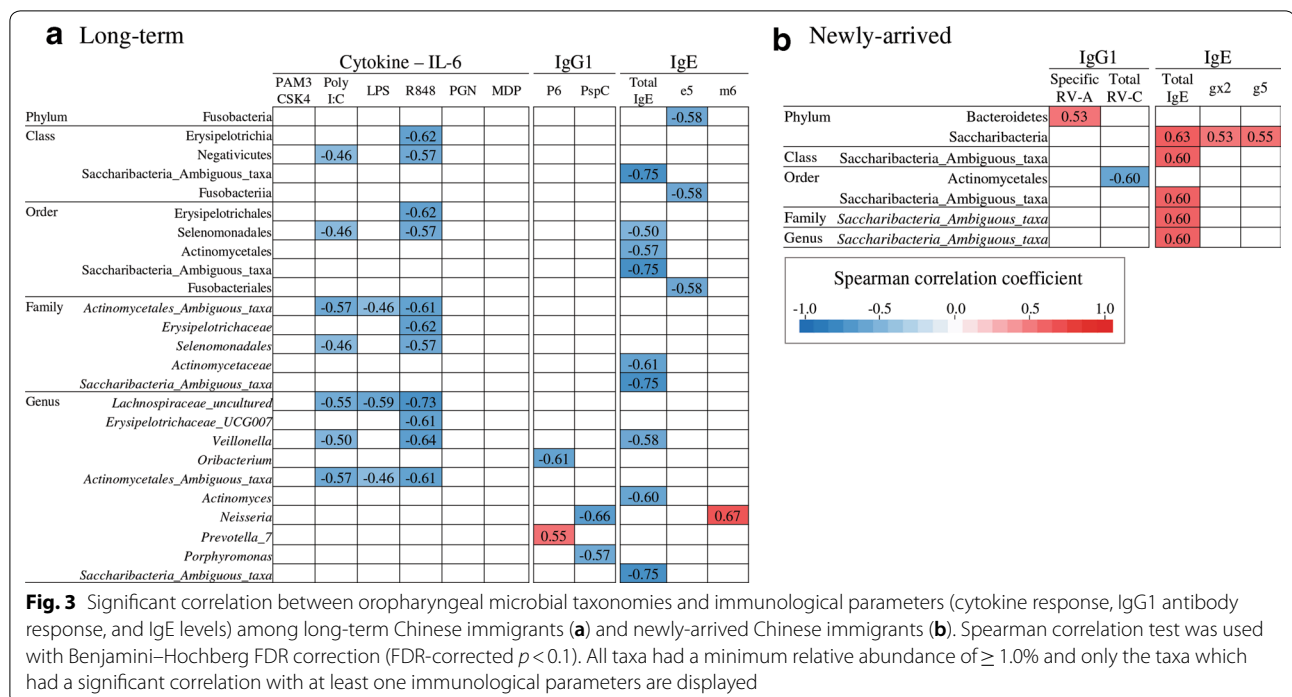 a Long-term
Cytokine – IL-6 IgG1 IgE
PAM3 CSK4 Poly I:C LPS R848 PGN MDP P6 PspC Total IgE e5 m6
Phylum Fusobacteria -0.58
Class Erysipelotrichia -0.62
Negativicutes -0.46 -0.57
Saccharibacteria_Ambiguous_taxa -0.75
Fusobacteriia -0.58
Order Erysipelotrichales -0.62
Selenomonadales -0.46 -0.57 -0.50
Actinomycetales -0.57
Saccharibacteria_Ambiguous_taxa -0.75
Fusobacteriales -0.58
Family Actinomycetales_Ambiguous_taxa -0.57 -0.46 -0.61
Erysipelotrichaceae -0.62
Selenomonadales -0.46 -0.57
Actinomycetaceae -0.61
Saccharibacteria_Ambiguous_taxa -0.75
Genus Lachnospiraceae_uncultured -0.55 -0.59 -0.73
Erysipelotrichaceae_UCG007 -0.61
Veillonella -0.50 -0.64 -0.58
Oribacterium -0.61
Actinomycetales_Ambiguous_taxa -0.57 -0.46 -0.61
Actinomyces -0.60
Neisseria -0.66 0.67
Prevotella_7 0.55
Porphyromonas -0.57
Saccharibacteria_Ambiguous_taxa -0.75
b Newly-arrived
IgG1 IgE
Specific RV-A Total RV-C Total IgE gx2 g5
Phylum Bacteroidetes 0.53
Saccharibacteria 0.63 0.53 0.55
Class Saccharibacteria_Ambiguous_taxa 0.60
Order Actinomycetales -0.60
Saccharibacteria_Ambiguous_taxa 0.60
Family Saccharibacteria_Ambiguous_taxa 0.60
Genus Saccharibacteria_Ambiguous_taxa 0.60
Spearman correlation coefficient
-1.0 -0.5 0.0 0.5 1.0
Fig. 3 Significant correlation between oropharyngeal microbial taxonomies and immunological parameters (cytokine response, IgG1 antibody
response, and IgE levels) among long-term Chinese immigrants (a) and newly-arrived Chinese immigrants (b). Spearman correlation test was used
with Benjamini–Hochberg FDR correction (FDR-corrected p < 0.1). All taxa had a minimum relative abundance of ≥ 1.0% and only the taxa which
had a significant correlation with at least one immunological parameters are displayed